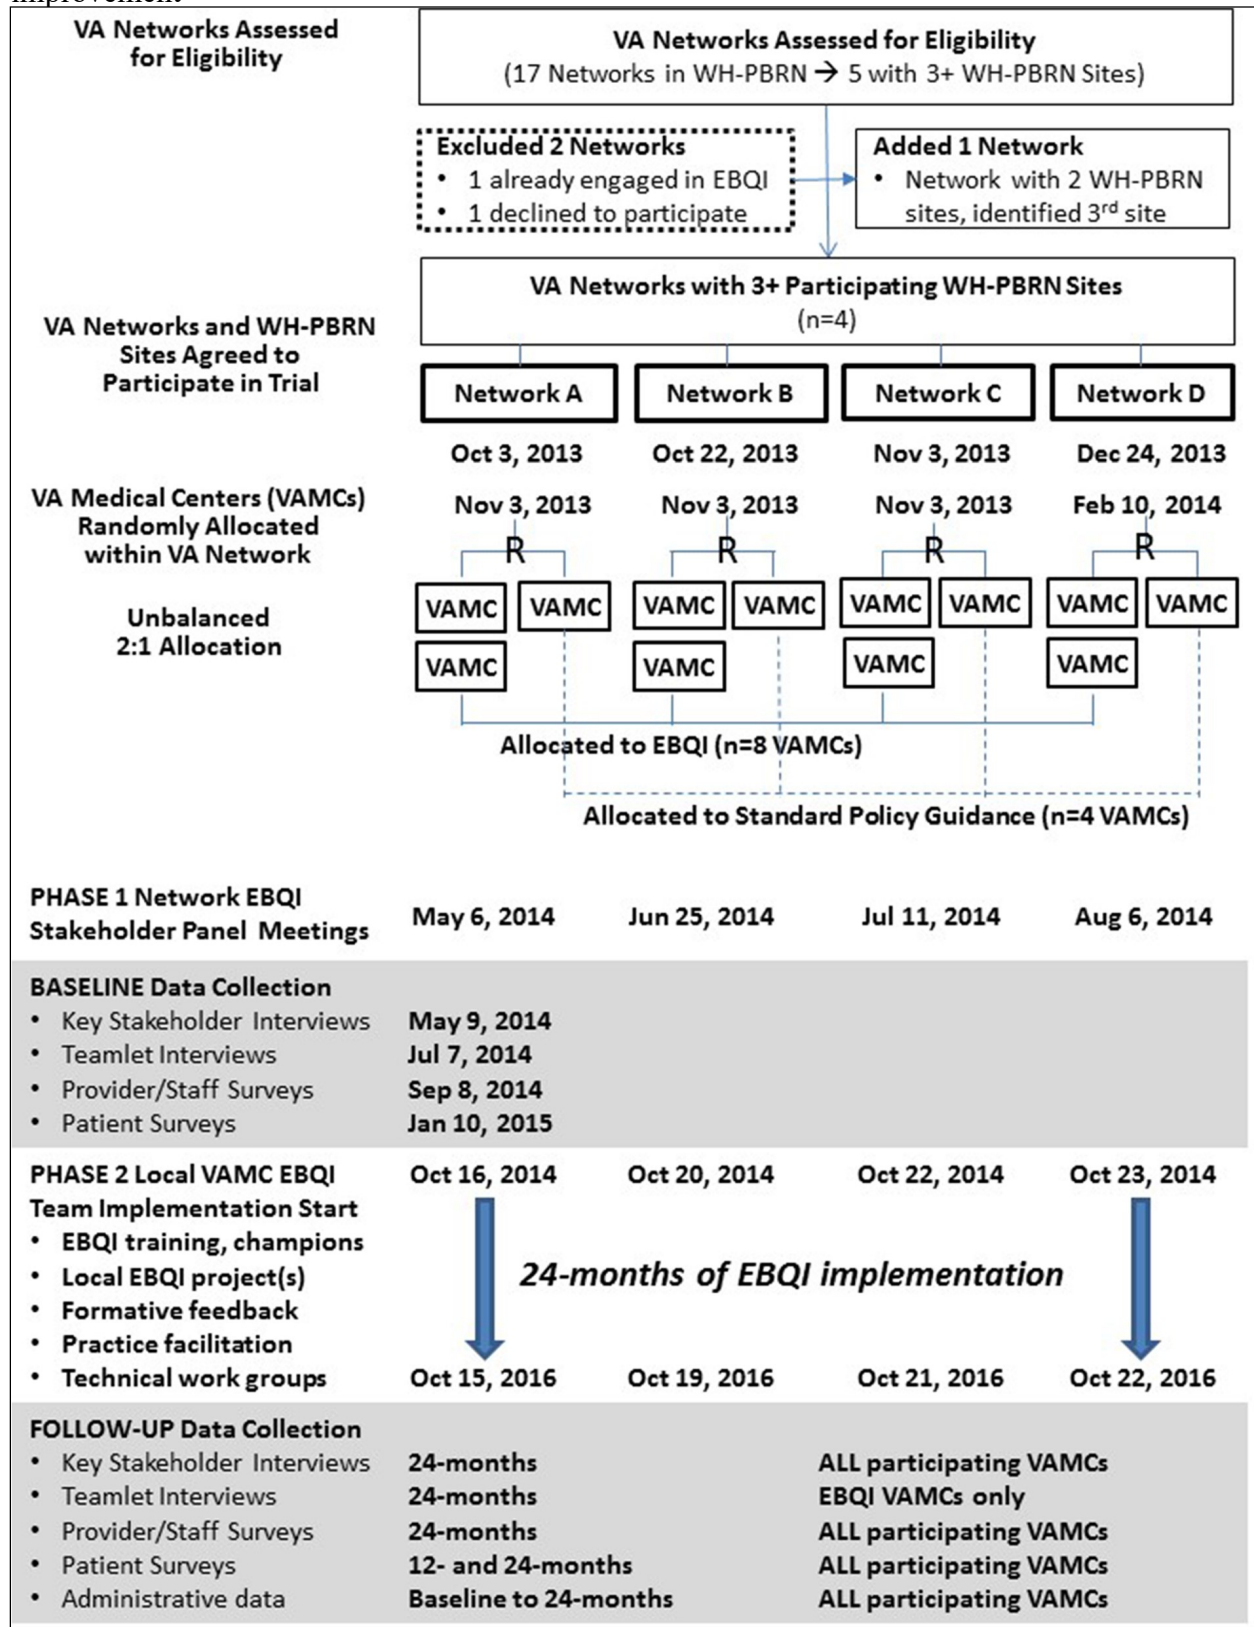 improvement
VA Networks Assessed
for Eligibility
VA Networks Assessed for Eligibility
(17 Networks in WH-PBRN → 5 with 3+ WH-PBRN Sites)
Excluded 2 Networks
• 1 already engaged in EBQI
• 1 declined to participate
Added 1 Network
• Network with 2 WH-PBRN
sites, identified 3rd site
VA Networks and WH-PBRN
Sites Agreed to
Participate in Trial
VA Networks with 3+ Participating WH-PBRN Sites
(n=4)
Network A Network B Network C Network D
Oct 3, 2013 Oct 22, 2013 Nov 3, 2013 Dec 24, 2013
VA Medical Centers (VAMCs)
Randomly Allocated
within VA Network
Nov 3, 2013 Nov 3, 2013 Nov 3, 2013 Feb 10, 2014
R R R R
Unbalanced
2:1 Allocation
VAMC VAMC VAMC VAMC VAMC VAMC VAMC VAMC
VAMC VAMC VAMC VAMC
Allocated to EBQI (n=8 VAMCs)
Allocated to Standard Policy Guidance (n=4 VAMCs)
PHASE 1 Network EBQI
Stakeholder Panel Meetings
May 6, 2014 Jun 25, 2014 Jul 11, 2014 Aug 6, 2014
BASELINE Data Collection
• Key Stakeholder Interviews May 9, 2014
• Teamlet Interviews Jul 7, 2014
• Provider/Staff Surveys Sep 8, 2014
• Patient Surveys Jan 10, 2015
PHASE 2 Local VAMC EBQI Oct 16, 2014 Oct 20, 2014 Oct 22, 2014 Oct 23, 2014
Team Implementation Start
• EBQI training, champions
• Local EBQI project(s) 24-months of EBQI implementation
• Formative feedback
• Practice facilitation
• Technical work groups Oct 15, 2016 Oct 19, 2016 Oct 21, 2016 Oct 22, 2016
FOLLOW-UP Data Collection
• Key Stakeholder Interviews 24-months ALL participating VAMCs
• Teamlet Interviews 24-months EBQI VAMCs only
• Provider/Staff Surveys 24-months ALL participating VAMCs
• Patient Surveys 12- and 24-months ALL participating VAMCs
• Administrative data Baseline to 24-months ALL participating VAMCs